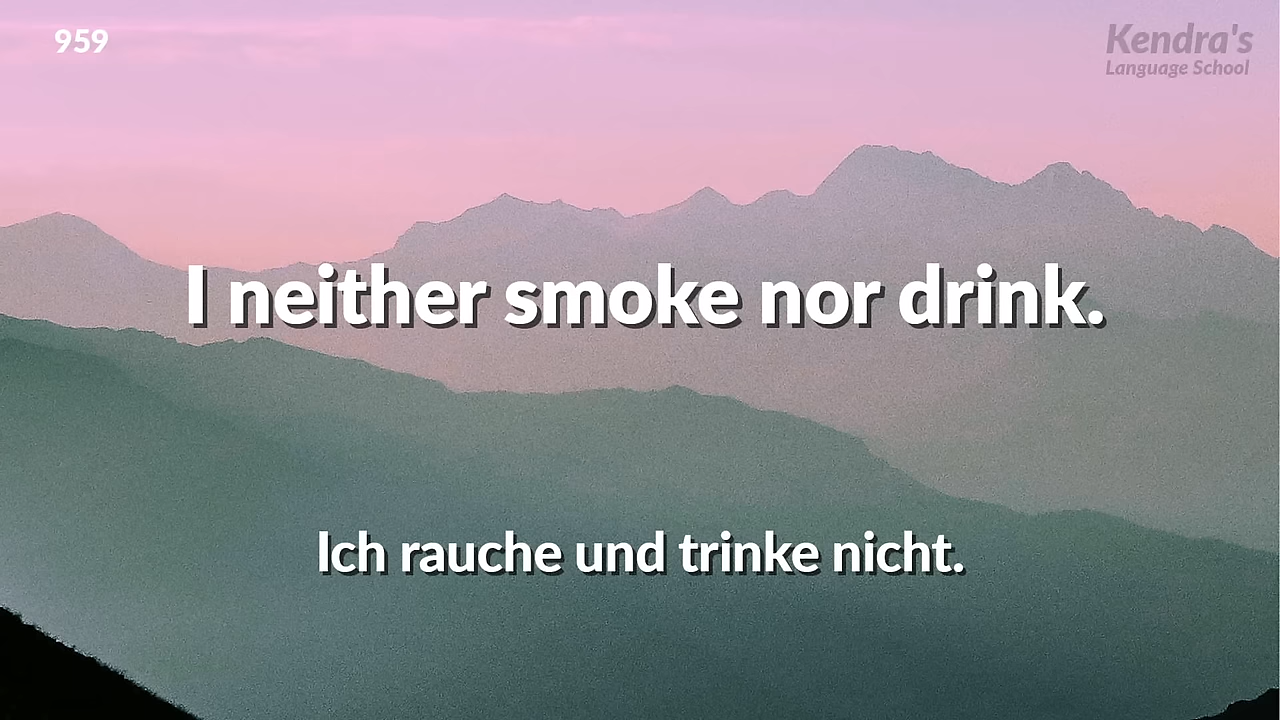 959
Kendra's
Language School
I neither smoke nor drink.
Ich rauche und trinke nicht.